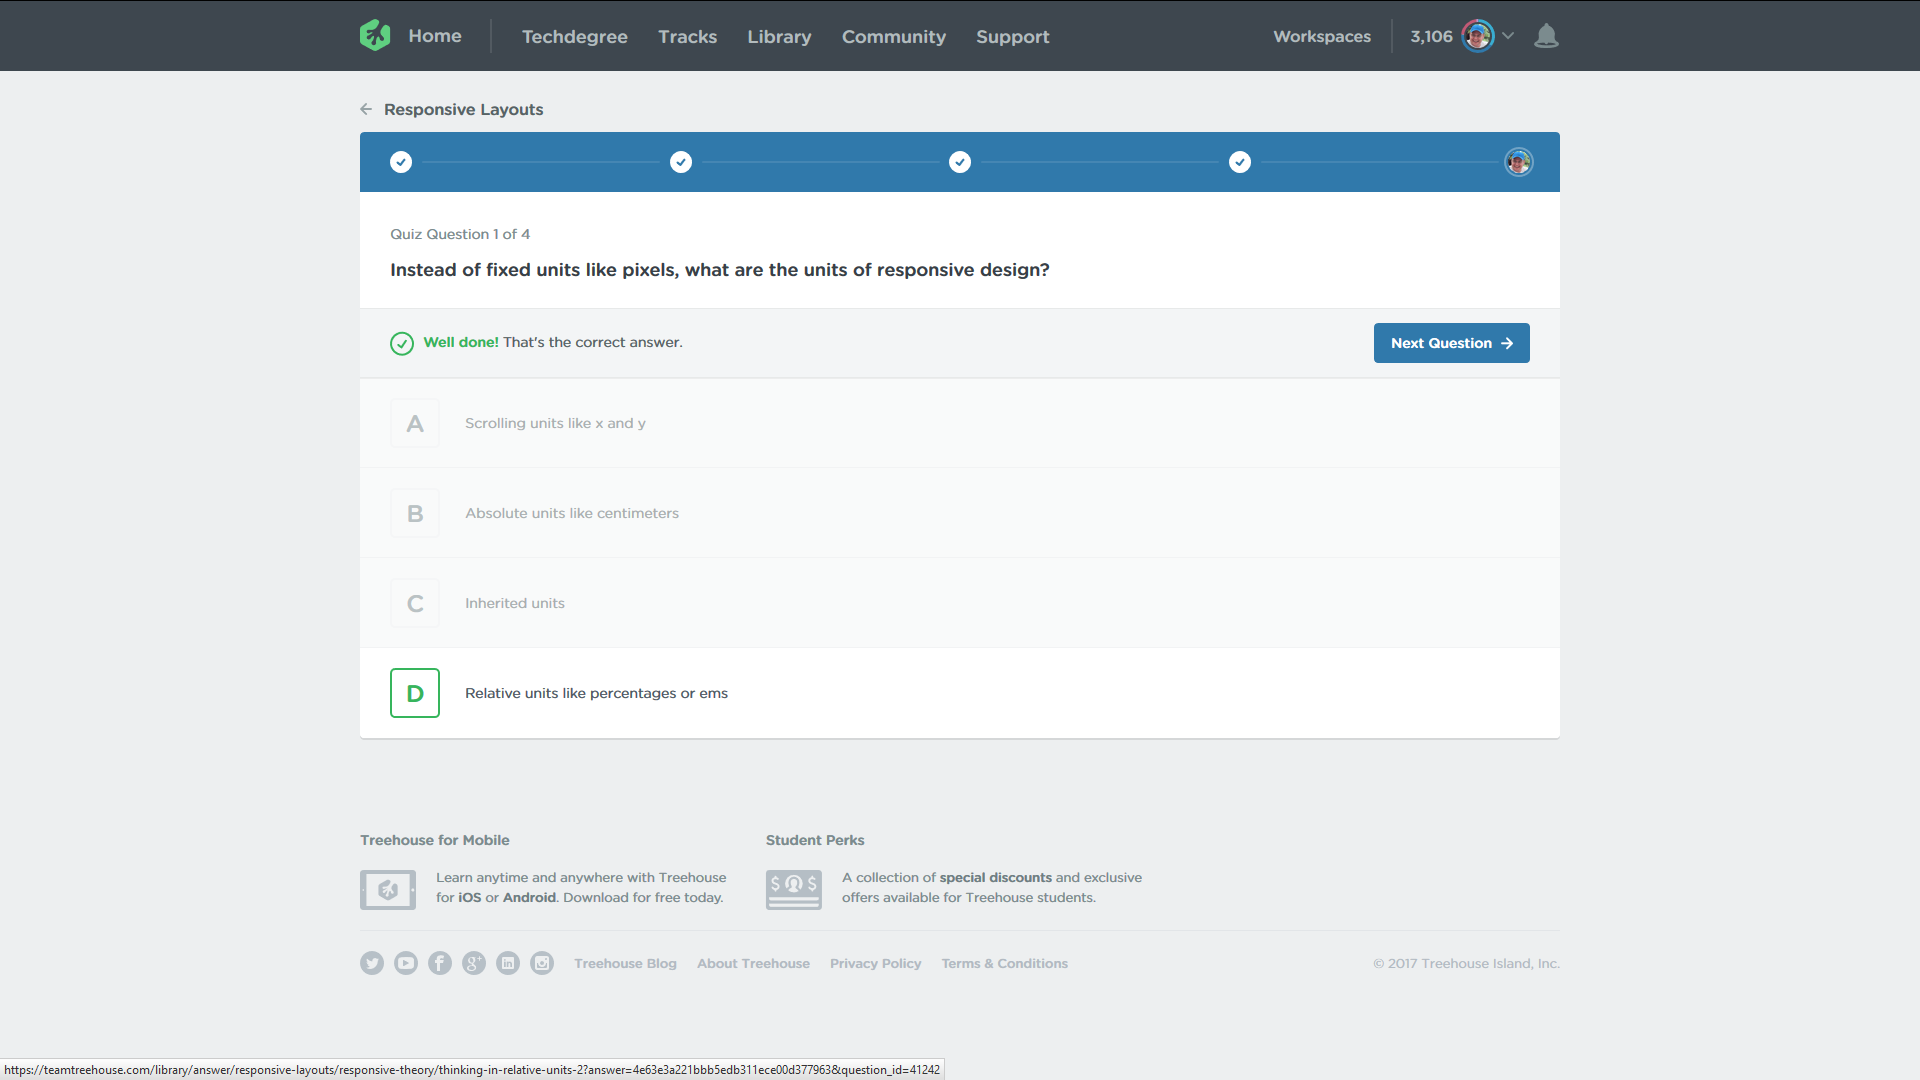 Home
Techdegree
Tracks
Library
Community
Support
Workspaces
3,106
Responsive Layouts
Quiz Question 1 of 4
Instead of fixed units like pixels, what are the units of responsive design?
Well done! That's the correct answer.
Next Question
A
Scrolling units like x and y
B
Absolute units like centimeters
C
Inherited units
D
Relative units like percentages or ems
Treehouse for Mobile
Learn anytime and anywhere with Treehouse
for iOS or Android. Download for free today.
Student Perks
A collection of special discounts and exclusive
offers available for Treehouse students.
Treehouse Blog
About Treehouse
Privacy Policy
Terms & Conditions
© 2017 Treehouse Island, Inc.
https://teamtreehouse.com/library/answer/responsive-layouts/responsive-theory/thinking-in-relative-units-2?answer=4e63e3a221bbb5edb311ece00d377963&question_id=41242